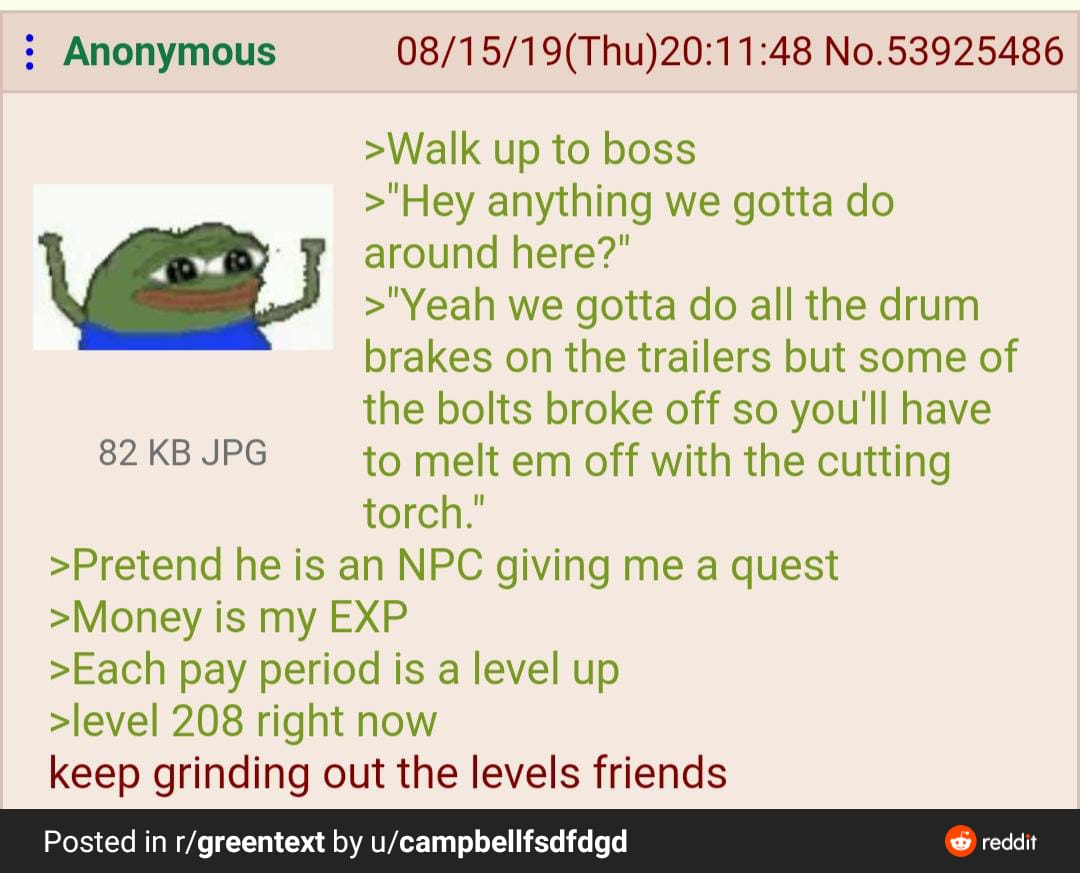 Anonymous 08/15/19(Thu)20:11:48 No.53925486
>Walk up to boss
>"Hey anything we gotta do
around here?"
>"Yeah we gotta do all the drum
brakes on the trailers but some of
the bolts broke off so you'll have
to melt em off with the cutting
torch."
82 KB JPG
>Pretend he is an NPC giving me a quest
>Money is my EXP
>Each pay period is a level up
>level 208 right now
keep grinding out the levels friends
Posted in r/greentext by u/campbellfsdfdgd
reddit